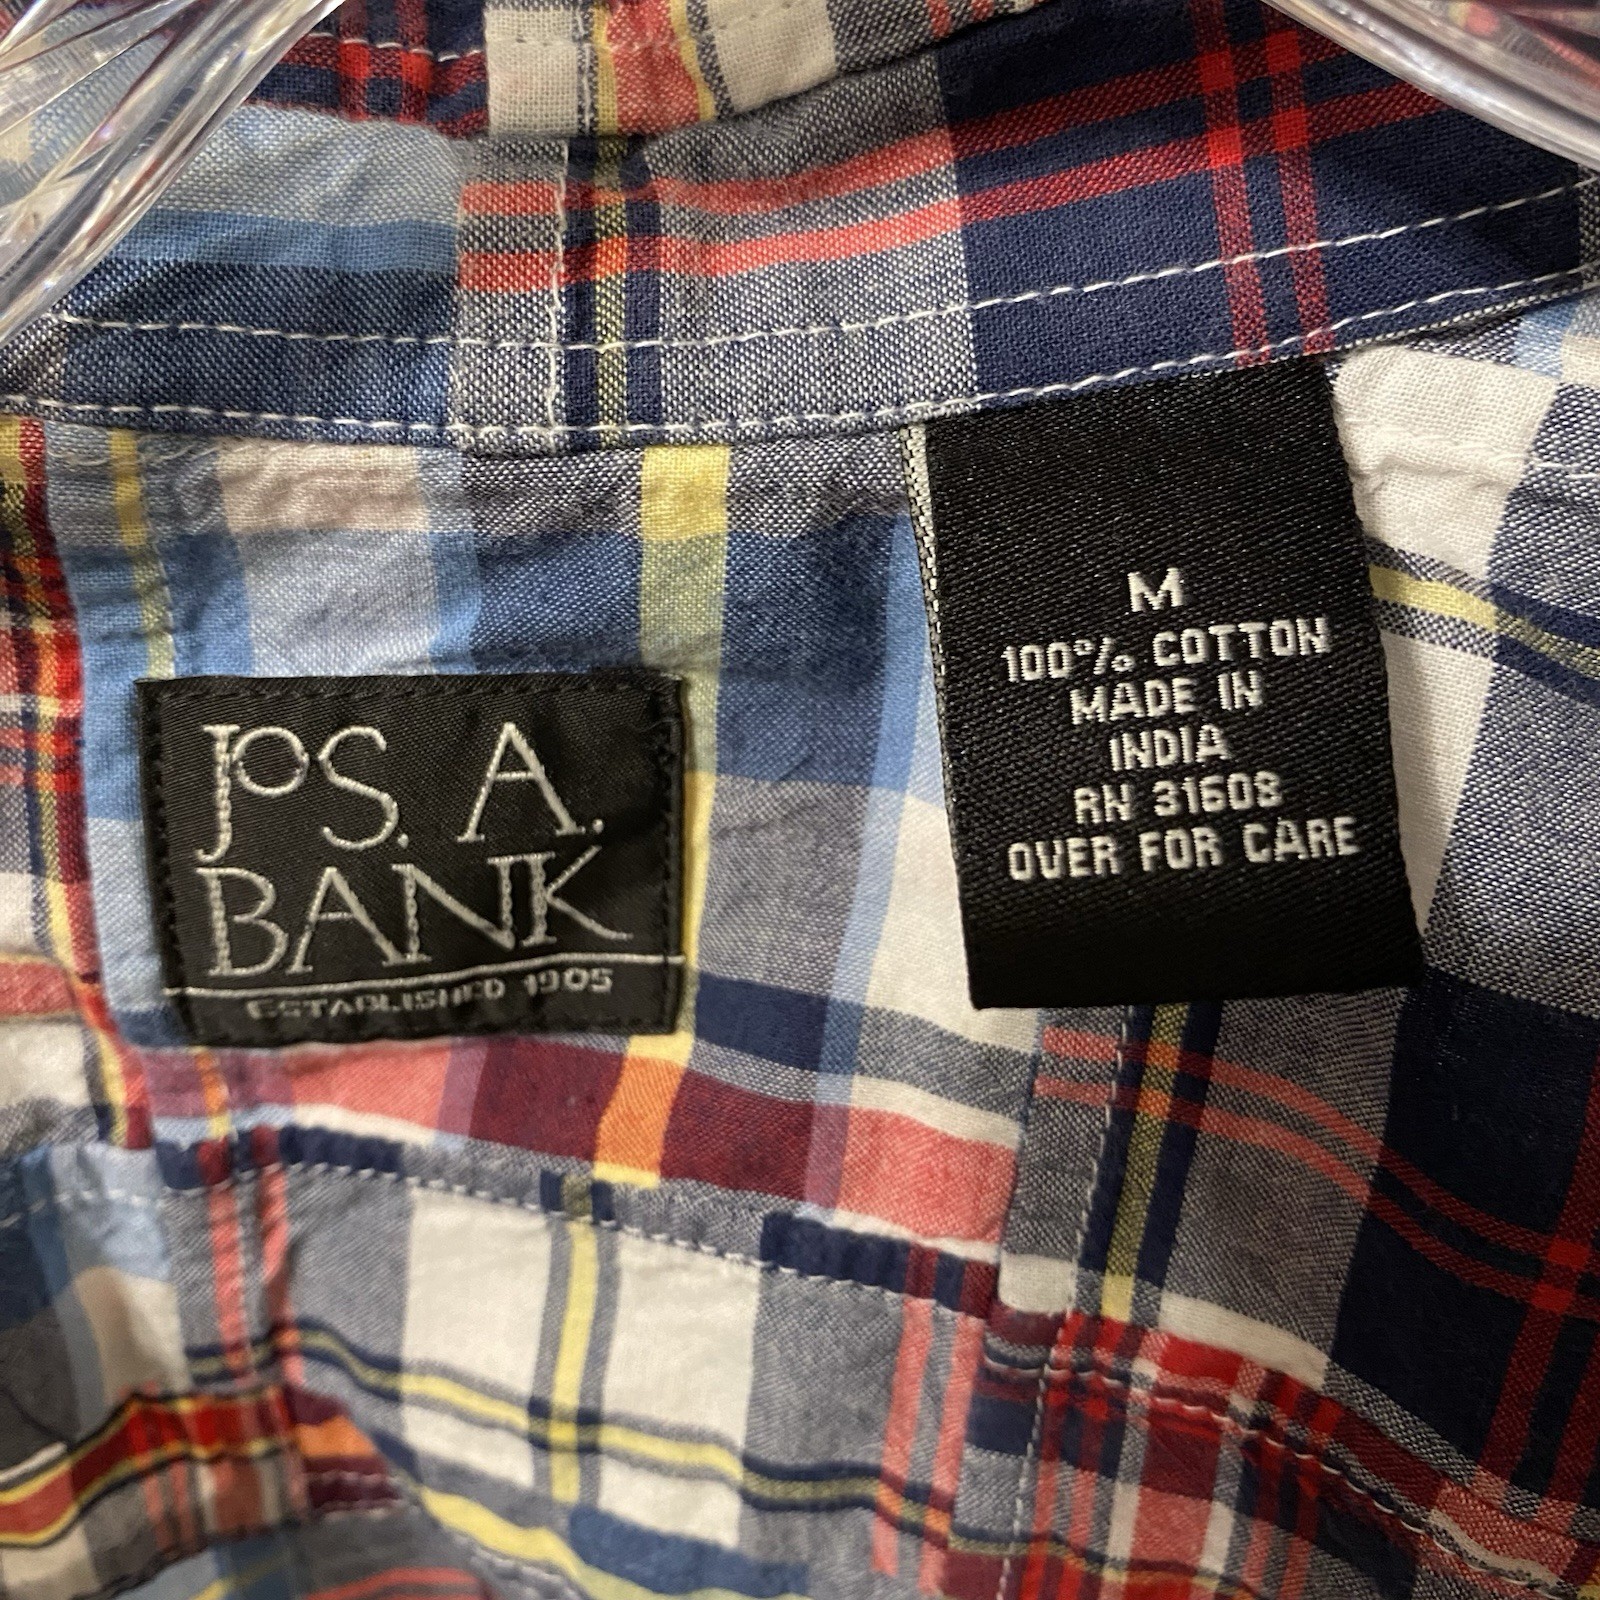 JOS. A.
BANK
ESTABLISHED 1905
M
100% COTTON
MADE IN
INDIA
RN 31608
OVER FOR CARE